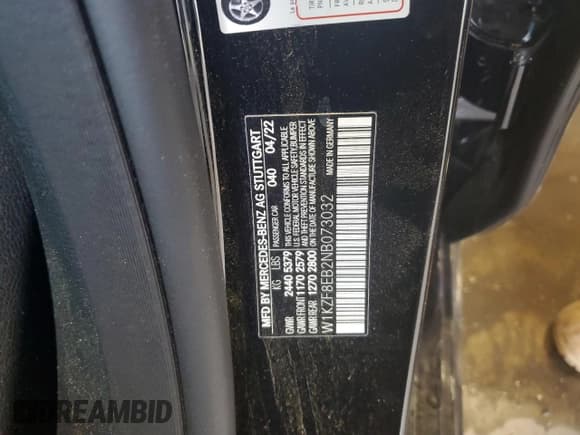 MFD BY MERCEDES-BENZ AG STUTTGART
PASSENGER CAR 040 04/22
KG LBS
GVWR 2440 5379
GAWR FRONT 1170 2579
GAWR REAR 1270 2800
THIS VEHICLE CONFORMS TO ALL APPLICABLE
U.S. FEDERAL MOTOR VEHICLE SAFETY, BUMPER,
AND THEFT PREVENTION STANDARDS IN EFFECT
ON THE DATE OF MANUFACTURE SHOWN ABOVE
MADE IN GERMANY
W1KZF8EB2NB073032
DREAMBID